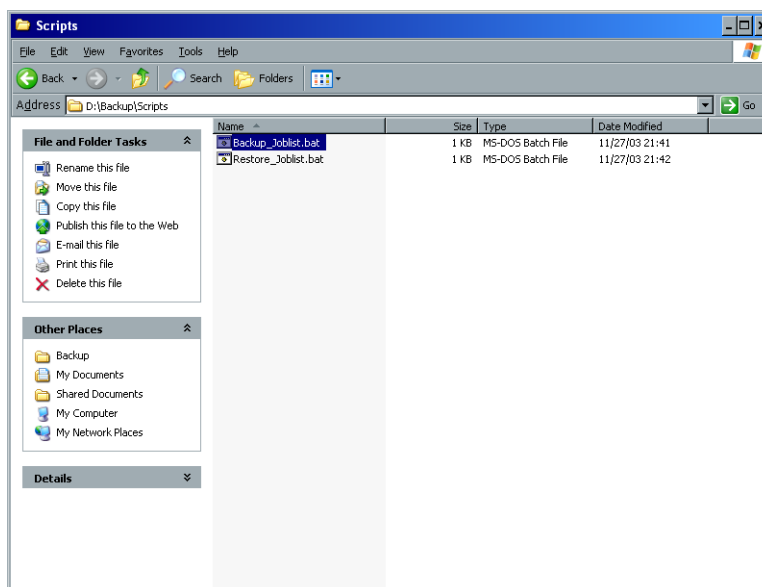 Scripts
File Edit View Favorites Tools Help
Back Search Folders
Address D:\Backup\Scripts Go
File and Folder Tasks
Rename this file
Move this file
Copy this file
Publish this file to the Web
E-mail this file
Print this file
Delete this file
Other Places
Backup
My Documents
Shared Documents
My Computer
My Network Places
Details
Name Size Type Date Modified
Backup_Joblist.bat 1 KB MS-DOS Batch File 11/27/03 21:41
Restore_Joblist.bat 1 KB MS-DOS Batch File 11/27/03 21:42